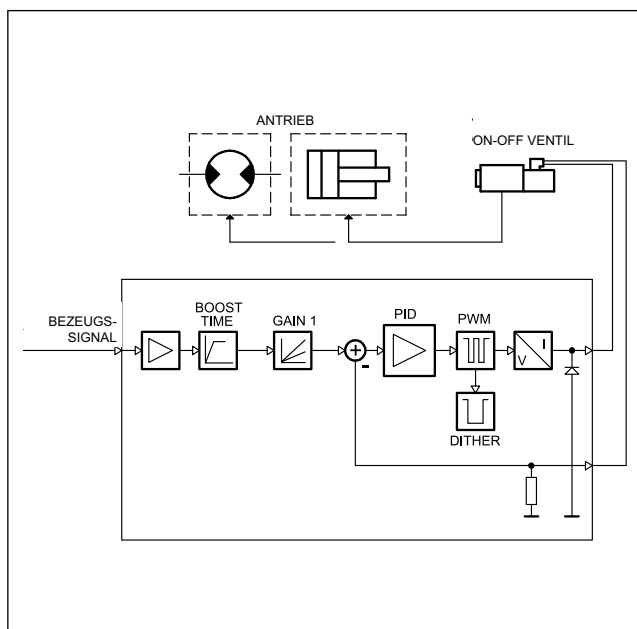 ANTRIEB
ON-OFF VENTIL
BEZEUGS-
SIGNAL
BOOST
TIME
GAIN 1
PID
PWM
I
V
+
-
DITHER